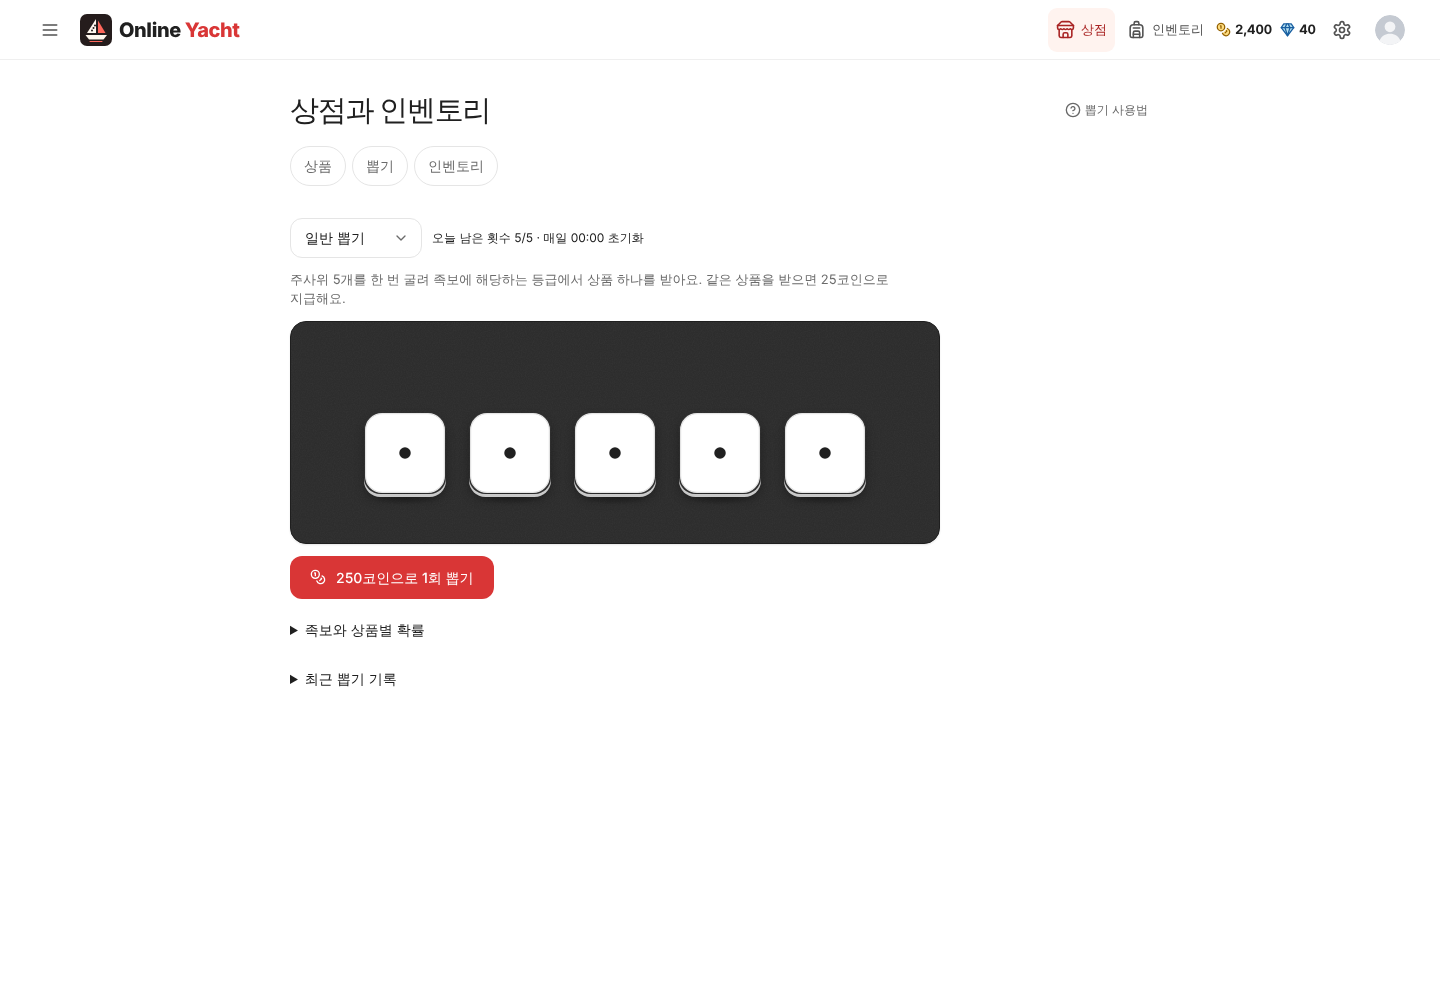 Online Yacht
상점
인벤토리
2,400
40
상점과 인벤토리
뽑기 사용법
상품
뽑기
인벤토리
일반 뽑기
오늘 남은 횟수 5/5 · 매일 00:00 초기화
주사위 5개를 한 번 굴려 족보에 해당하는 등급에서 상품 하나를 받아요. 같은 상품을 받으면 25코인으로
지급해요.
250코인으로 1회 뽑기
족보와 상품별 확률
최근 뽑기 기록